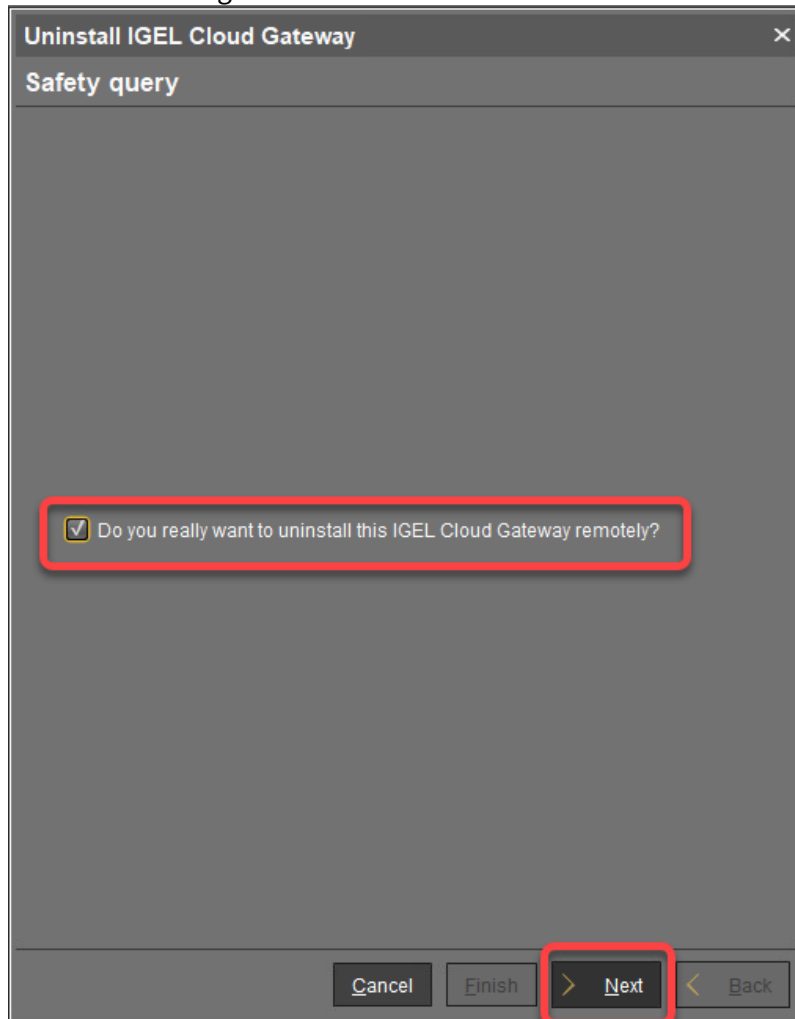 Uninstall IGEL Cloud Gateway
Safety query
Do you really want to uninstall this IGEL Cloud Gateway remotely?
Cancel Finish Next Back